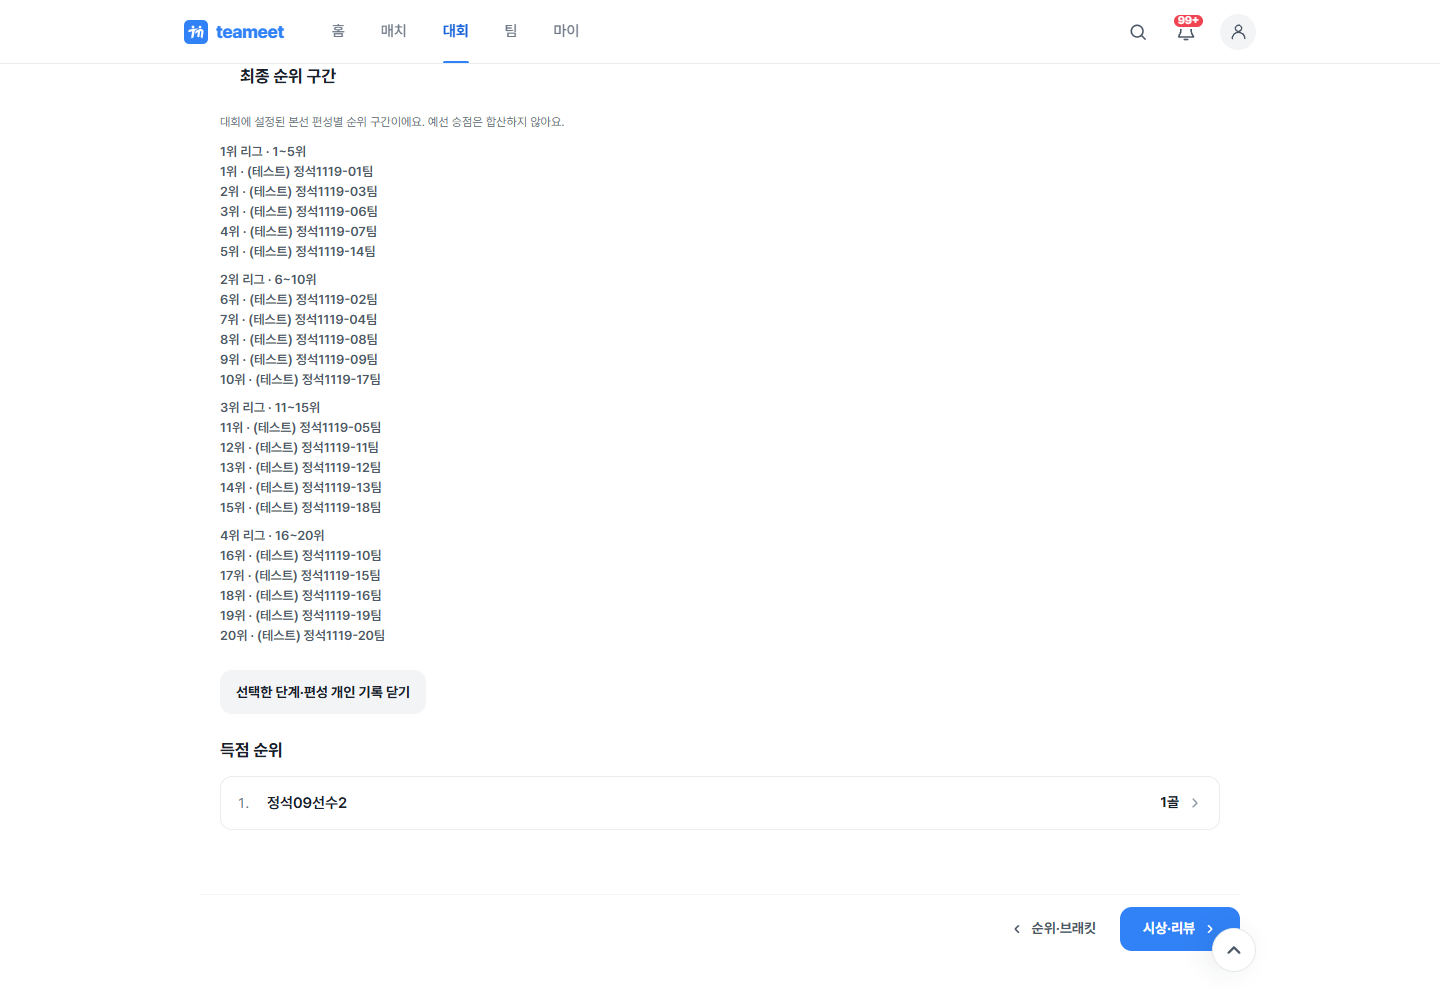 teameet 홈 매치 대회 팀 마이 99+
최종 순위 구간
대회에 설정된 본선 편성별 순위 구간이에요. 예선 승점은 합산하지 않아요.
1위 리그 · 1~5위
1위 · (테스트) 정석1119-01팀
2위 · (테스트) 정석1119-03팀
3위 · (테스트) 정석1119-06팀
4위 · (테스트) 정석1119-07팀
5위 · (테스트) 정석1119-14팀
2위 리그 · 6~10위
6위 · (테스트) 정석1119-02팀
7위 · (테스트) 정석1119-04팀
8위 · (테스트) 정석1119-08팀
9위 · (테스트) 정석1119-09팀
10위 · (테스트) 정석1119-17팀
3위 리그 · 11~15위
11위 · (테스트) 정석1119-05팀
12위 · (테스트) 정석1119-11팀
13위 · (테스트) 정석1119-12팀
14위 · (테스트) 정석1119-13팀
15위 · (테스트) 정석1119-18팀
4위 리그 · 16~20위
16위 · (테스트) 정석1119-10팀
17위 · (테스트) 정석1119-15팀
18위 · (테스트) 정석1119-16팀
19위 · (테스트) 정석1119-19팀
20위 · (테스트) 정석1119-20팀
선택한 단계·편성 개인 기록 닫기
득점 순위
1. 정석09선수2 1골
순위·브래킷 시상·리뷰